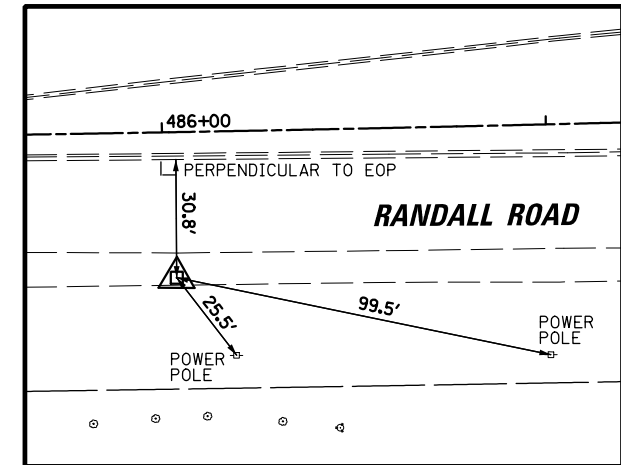 486+00
PERPENDICULAR TO EOP
30.8'
RANDALL ROAD
25.5'
99.5'
POWER
POLE
POWER
POLE